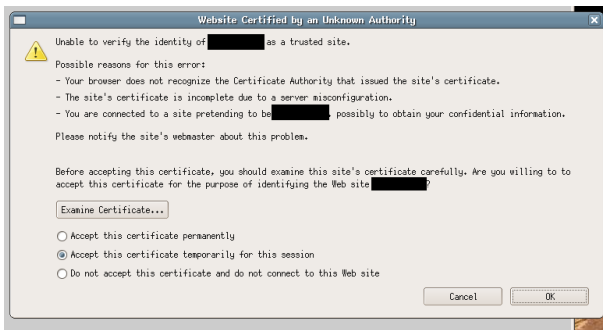 Website Certified by an Unknown Authority
Unable to verify the identity of as a trusted site.
Possible reasons for this error:
- Your browser does not recognize the Certificate Authority that issued the site's certificate.
- The site's certificate is incomplete due to a server misconfiguration.
- You are connected to a site pretending to be , possibly to obtain your confidential information.
Please notify the site's webmaster about this problem.
Before accepting this certificate, you should examine this site's certificate carefully. Are you willing to to
accept this certificate for the purpose of identifying the Web site ?
Examine Certificate...
Accept this certificate permanently
Accept this certificate temporarily for this session
Do not accept this certificate and do not connect to this Web site
Cancel OK